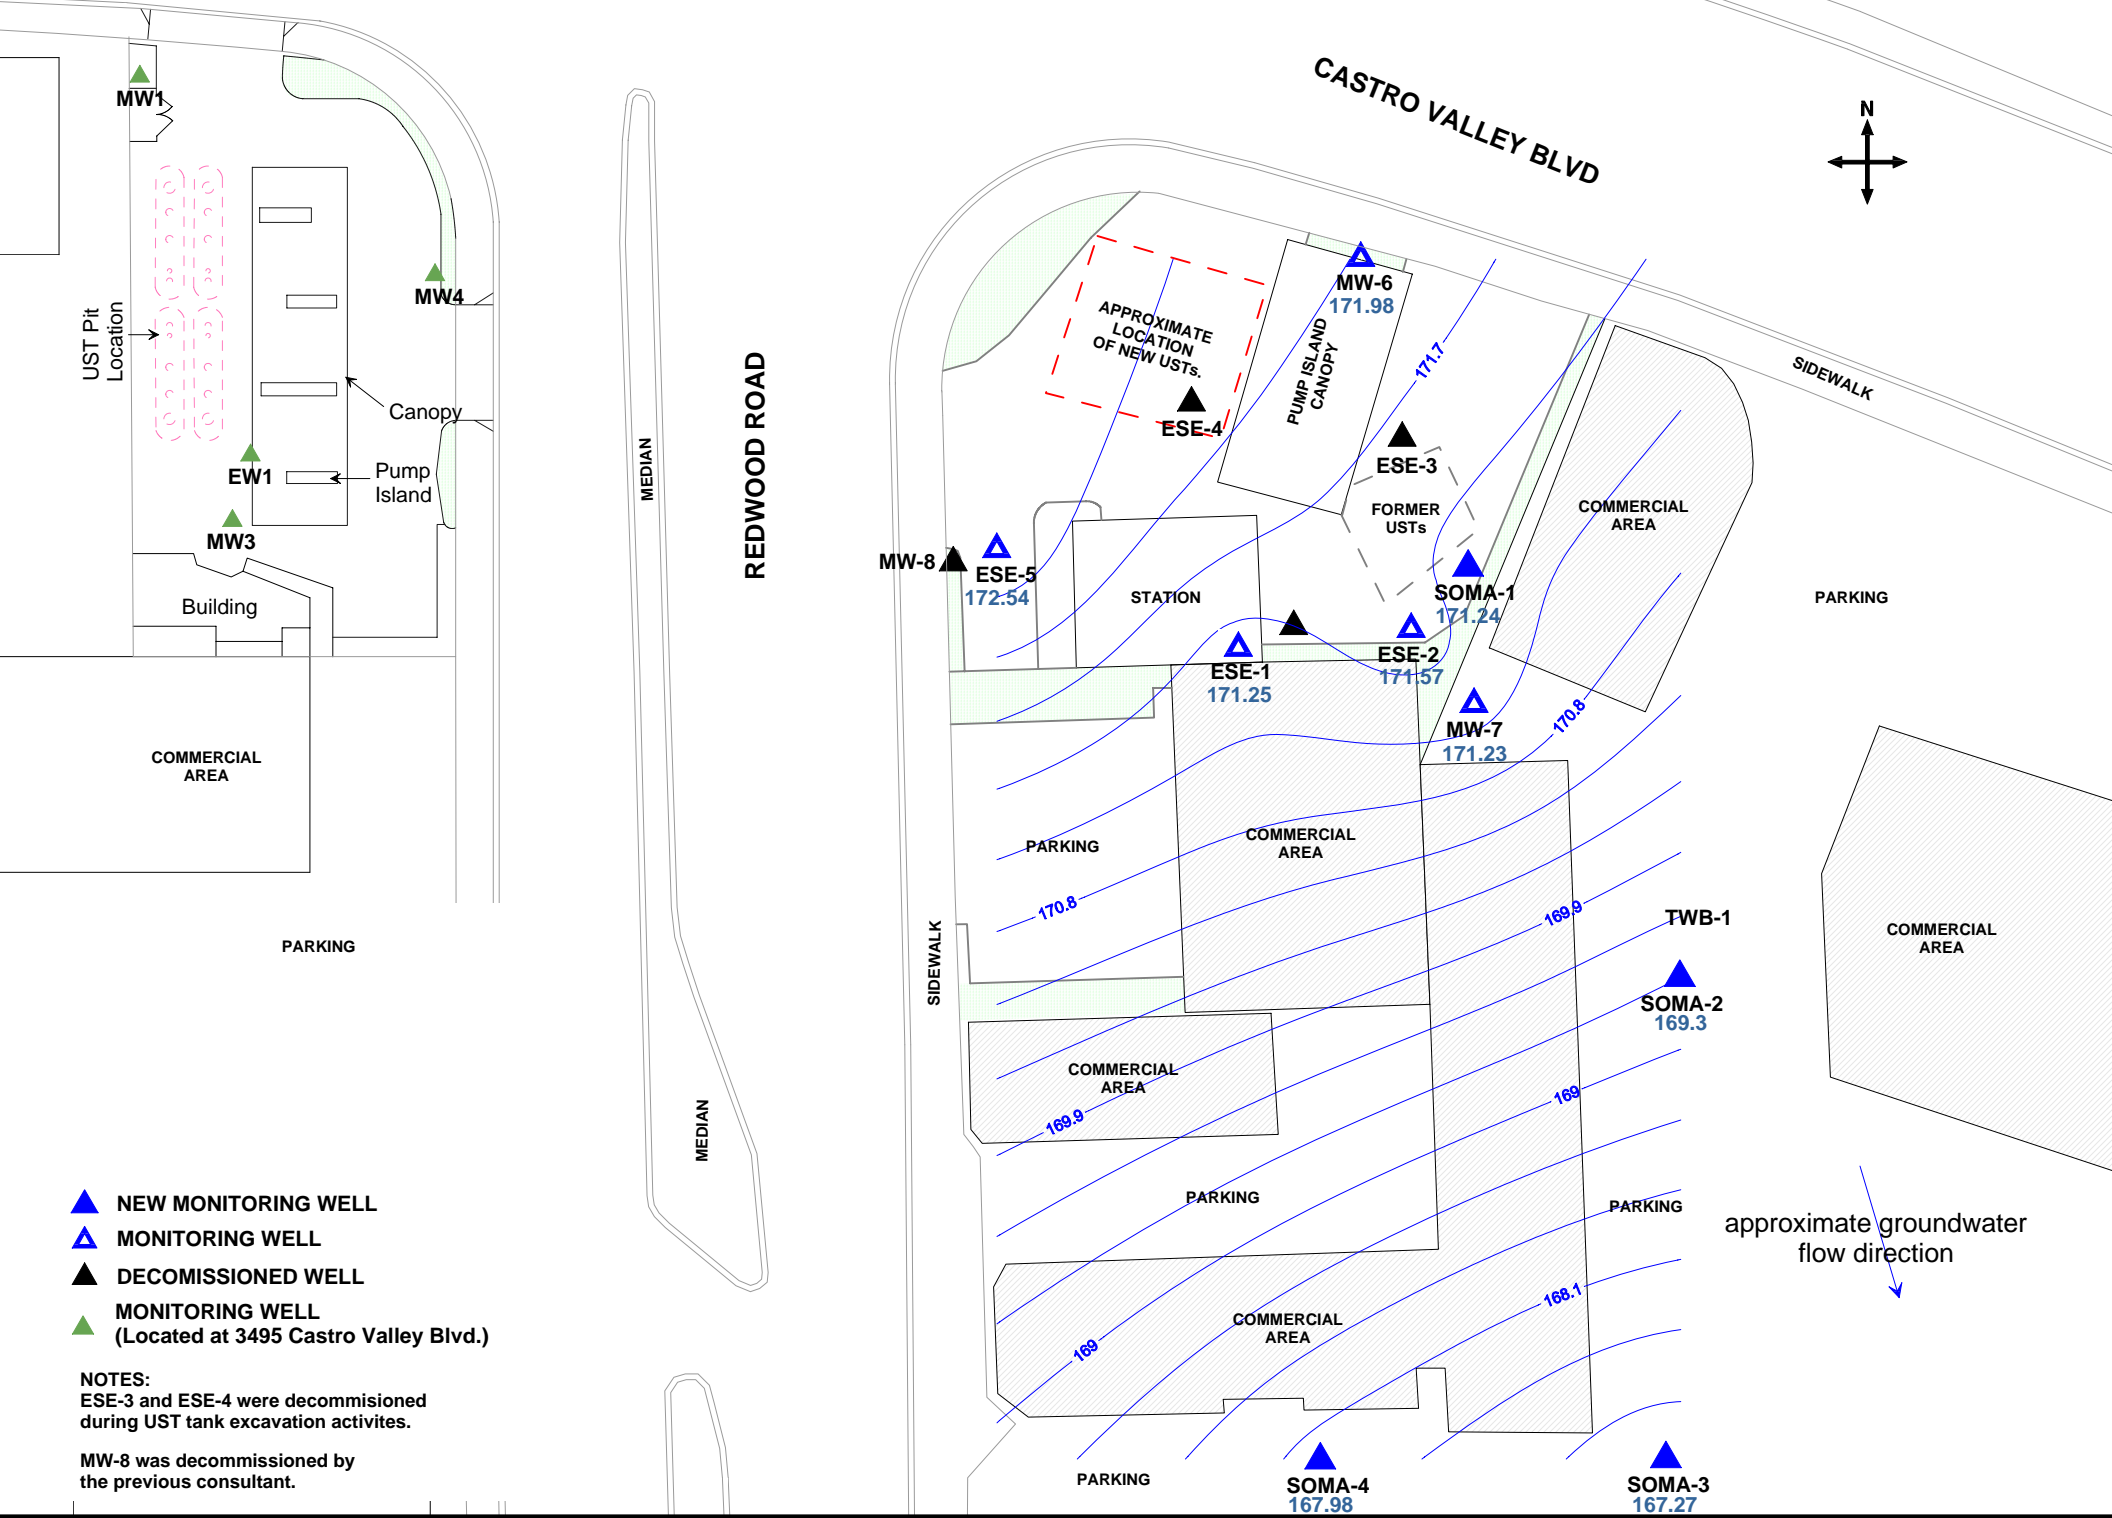 CASTRO VALLEY BLVD
N
MW1
MW4
UST Pit
Location
Canopy
EW1
Pump
Island
MW3
Building
COMMERCIAL
AREA
PARKING
MEDIAN
REDWOOD ROAD
MEDIAN
SIDEWALK
SIDEWALK
MW-6
171.98
APPROXIMATE
LOCATION
OF NEW USTs.
PUMP ISLAND
CANOPY
171.7
ESE-4
ESE-3
FORMER
USTs
COMMERCIAL
AREA
PARKING
MW-8
ESE-5
172.54
STATION
SOMA-1
171.24
ESE-1
171.25
ESE-2
171.57
MW-7
171.23
170.8
PARKING
COMMERCIAL
AREA
170.8
169.9
TWB-1
COMMERCIAL
AREA
SOMA-2
169.3
COMMERCIAL
AREA
169.9
169
PARKING
PARKING
approximate groundwater
flow direction
168.1
COMMERCIAL
AREA
169
PARKING
SOMA-4
167.98
SOMA-3
167.27
NEW MONITORING WELL
MONITORING WELL
DECOMISSIONED WELL
MONITORING WELL
(Located at 3495 Castro Valley Blvd.)
NOTES:
ESE-3 and ESE-4 were decommisioned
during UST tank excavation activites.
MW-8 was decommissioned by
the previous consultant.